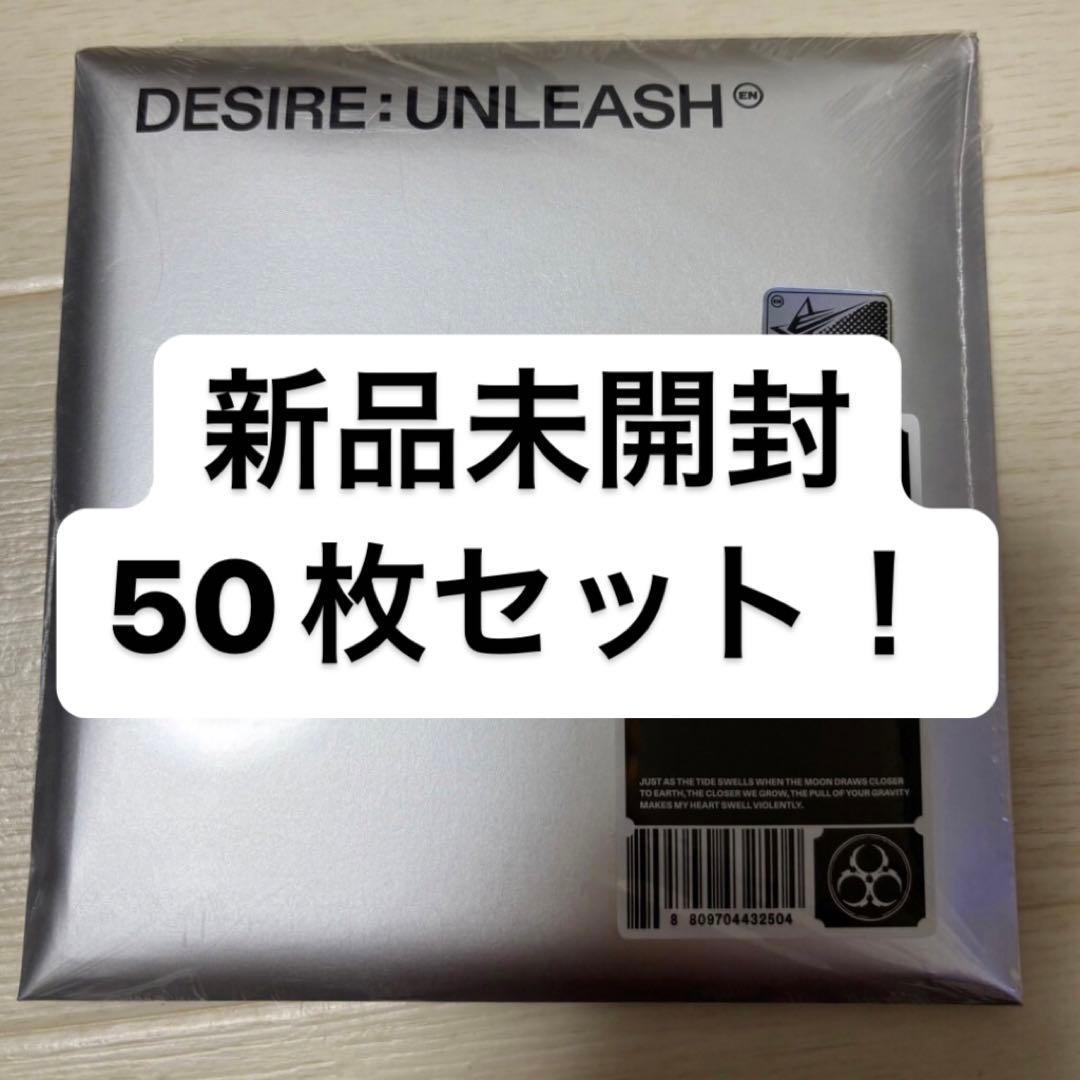 DESIRE:UNLEASH EN
EN
新品未開封
50枚セット!
JUST AS THE TIDE SWELLS WHEN THE MOON DRAWS CLOSER
TO EARTH, THE CLOSER WE GROW, THE PULL OF YOUR GRAVITY
MAKES MY HEART SWELL VIOLENTLY.
8 809704432504